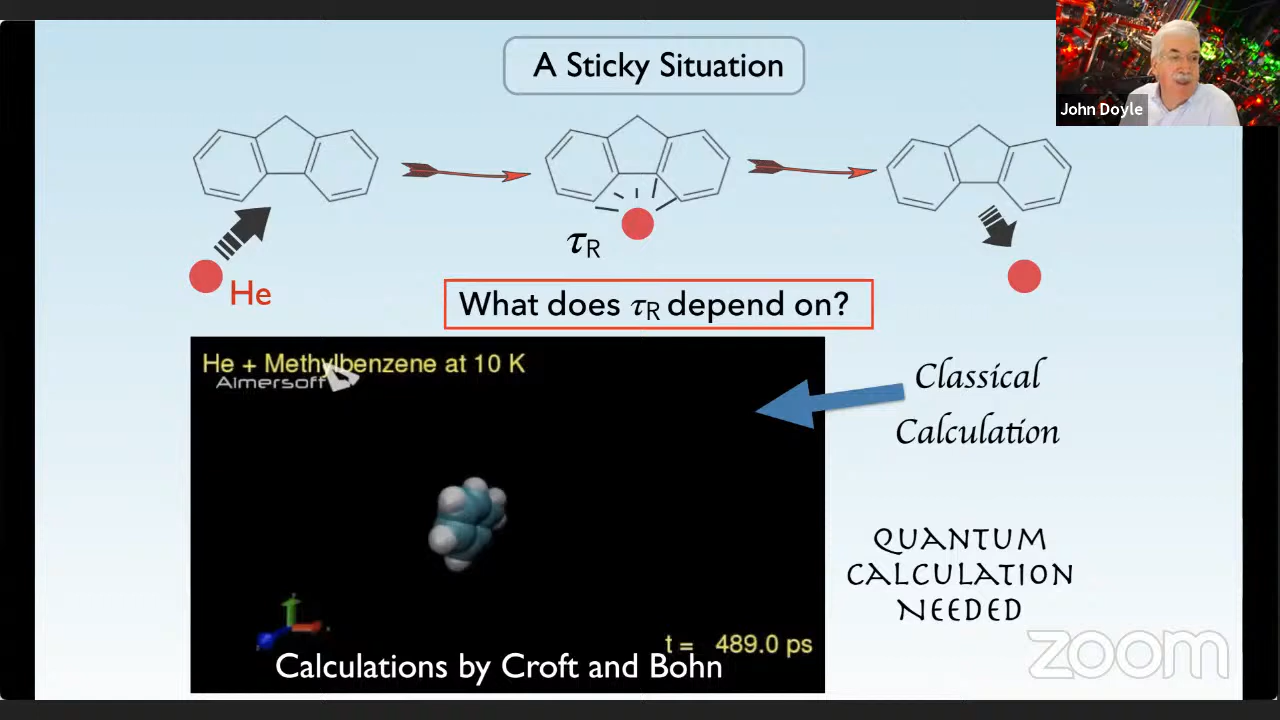 A Sticky Situation
John Doyle
τR
He
What does τR depend on?
He + Methylbenzene at 10 K
Aimersoft
Classical
Calculation
QUANTUM
CALCULATION
NEEDED
t = 489.0 ps
Calculations by Croft and Bohn
zoom